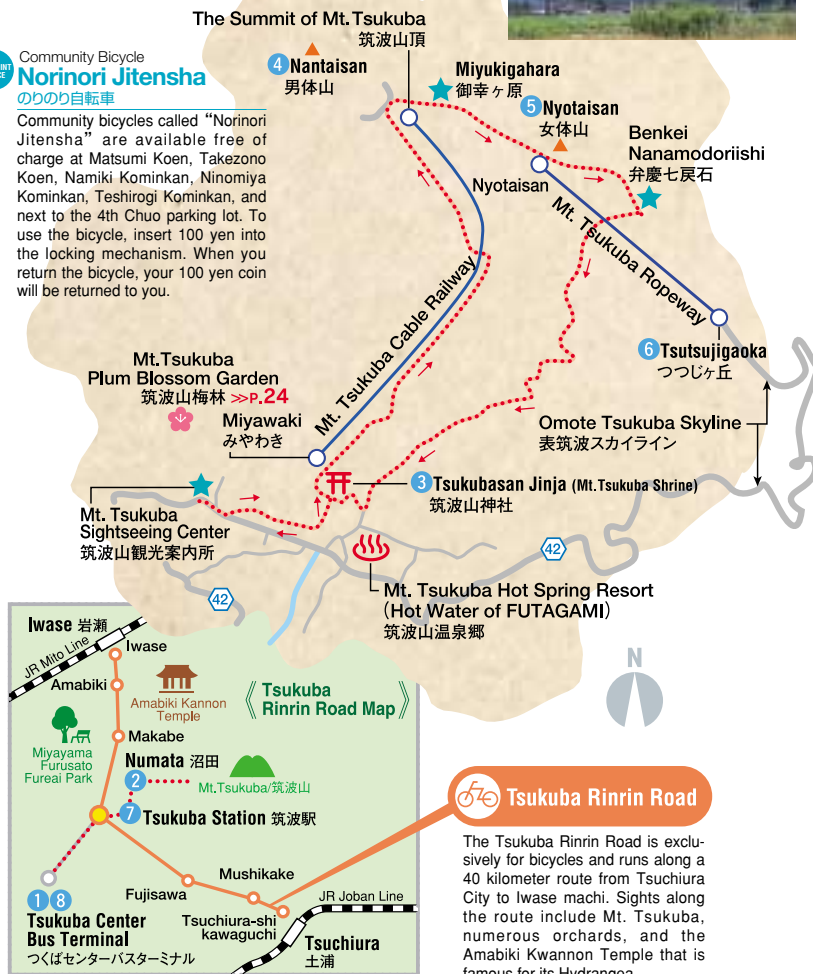 The Summit of Mt.Tsukuba
筑波山頂
4 Nantaisan
男体山
Miyukigahara
御幸ヶ原
5 Nyotaisan
女体山
Nyotaisan
Benkei
Nanamodoriishi
弁慶七戻石
Community Bicycle
Norinori Jitensha
のりのり自転車
Community bicycles called “Norinori
Jitensha” are available free of
charge at Matsumi Koen, Takezono
Koen, Namiki Kominkan, Ninomiya
Kominkan, Teshirogi Kominkan, and
next to the 4th Chuo parking lot. To
use the bicycle, insert 100 yen into
the locking mechanism. When you
return the bicycle, your 100 yen coin
will be returned to you.
Mt. Tsukuba Cable Railway
Mt. Tsukuba Ropeway
6 Tsutsujigaoka
つつじヶ丘
Mt.Tsukuba
Plum Blossom Garden
筑波山梅林 >>P.24
Miyawaki
みやわき
Omote Tsukuba Skyline
表筑波スカイライン
3 Tsukubasan Jinja (Mt.Tsukuba Shrine)
筑波山神社
Mt. Tsukuba
Sightseeing Center
筑波山観光案内所
42
42
Mt. Tsukuba Hot Spring Resort
(Hot Water of FUTAGAMI)
筑波山温泉郷
N
Iwase 岩瀬
JR Mito Line
Iwase
Amabiki
Amabiki Kannon
Temple
《Tsukuba
Rinrin Road Map》
Miyayama
Furusato
Fureai Park
Makabe
Numata 沼田
2
Mt.Tsukuba/筑波山
7 Tsukuba Station 筑波駅
Fujisawa
Mushikake
Tsuchiura-shi
kawaguchi
JR Joban Line
Tsuchiura
土浦
1 8
Tsukuba Center
Bus Terminal
つくばセンターバスターミナル
Tsukuba Rinrin Road
The Tsukuba Rinrin Road is exclu-
sively for bicycles and runs along a
40 kilometer route from Tsuchiura
City to Iwase machi. Sights along
the route include Mt. Tsukuba,
numerous orchards, and the
Amabiki Kwannon Temple that is
famous for its Hydrangea.